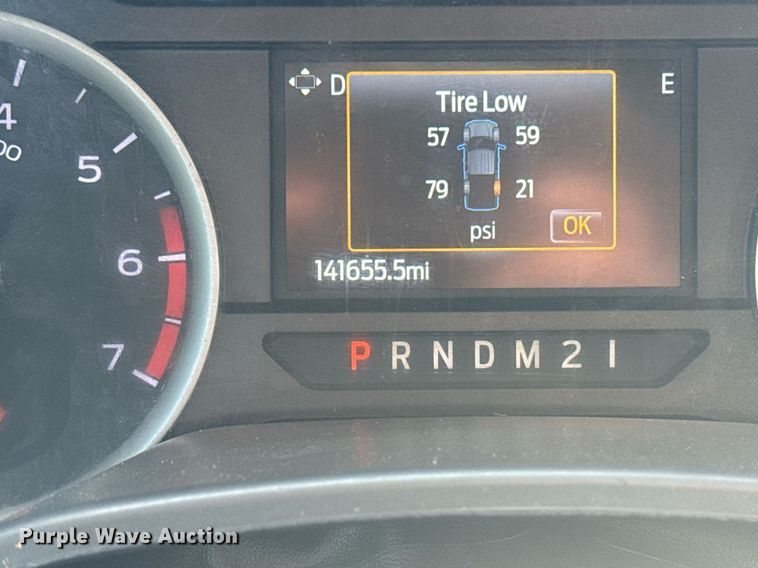 D E
Tire Low
57 59
79 21
psi OK
141655.5mi
4
00
5
6
7
P R N D M 2 1
Purple Wave Auction